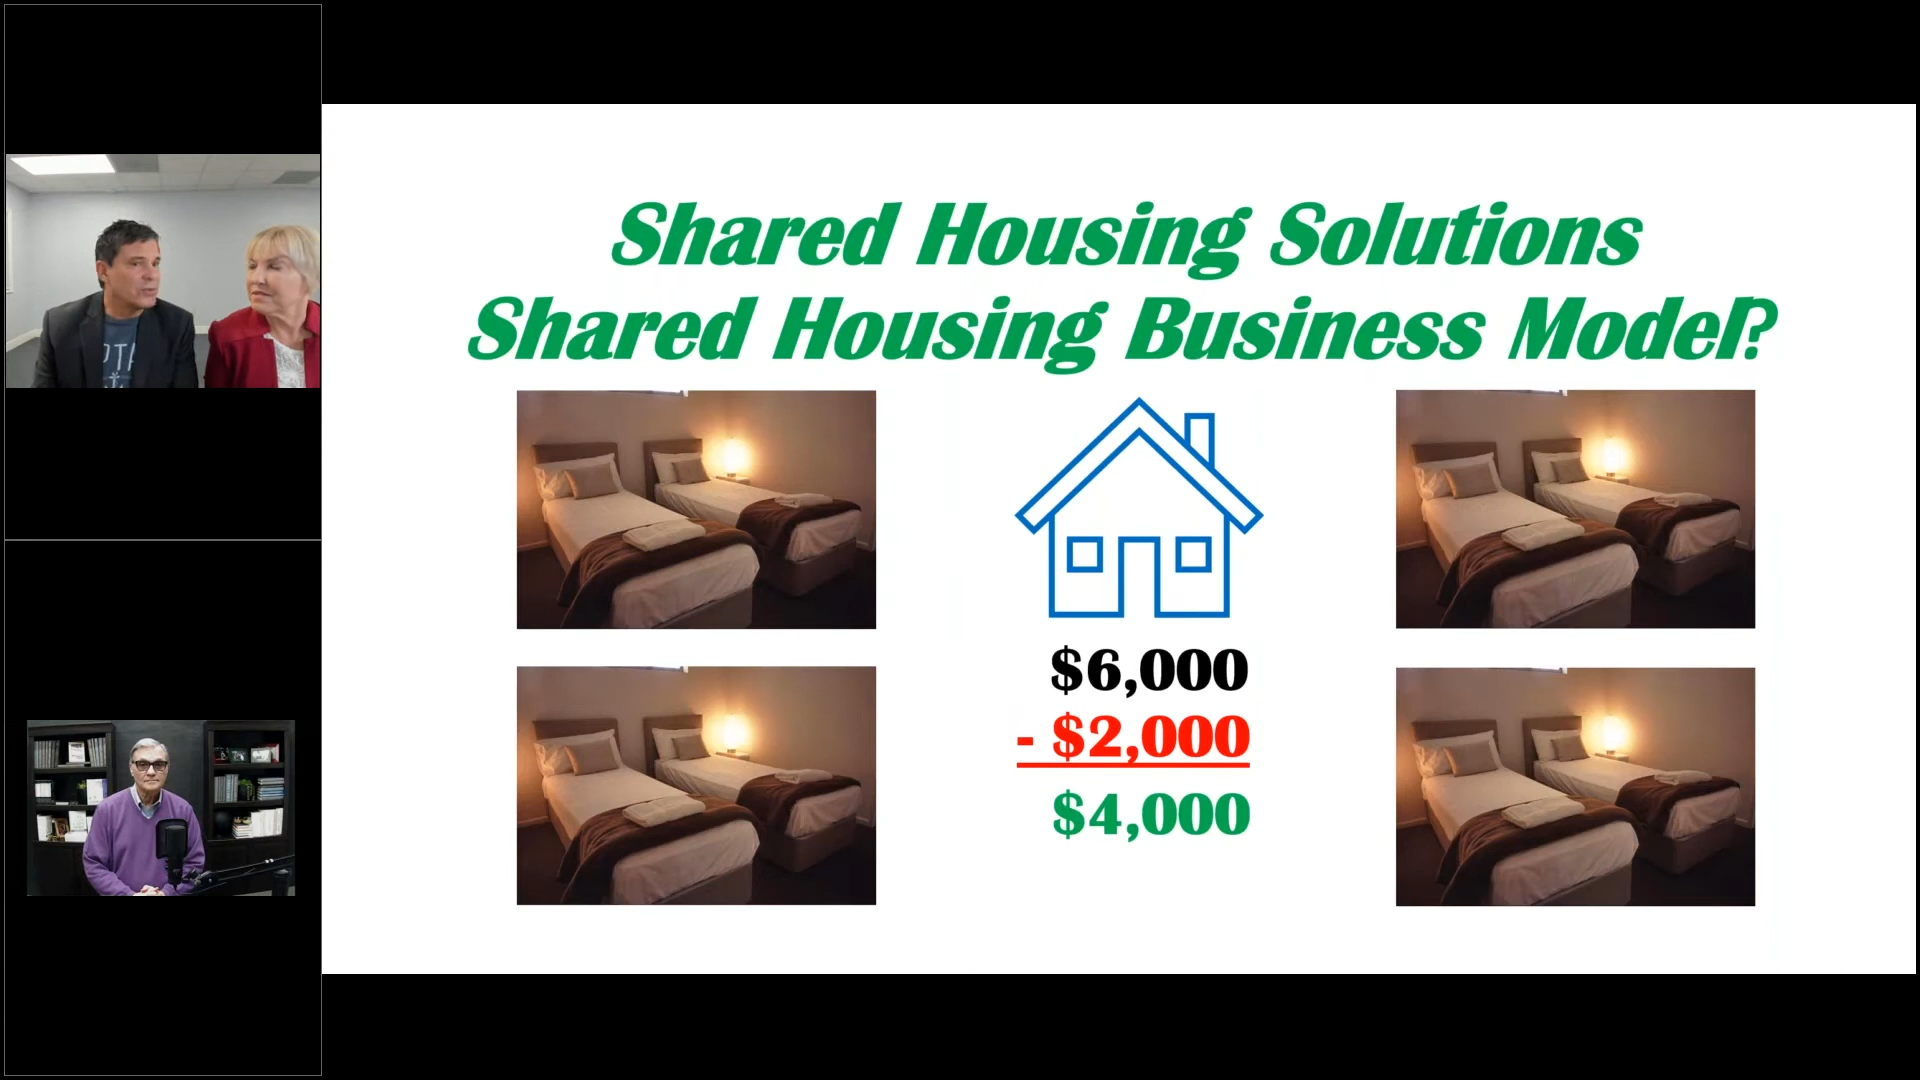 Shared Housing Solutions
Shared Housing Business Model?
$6,000
- $2,000
$4,000